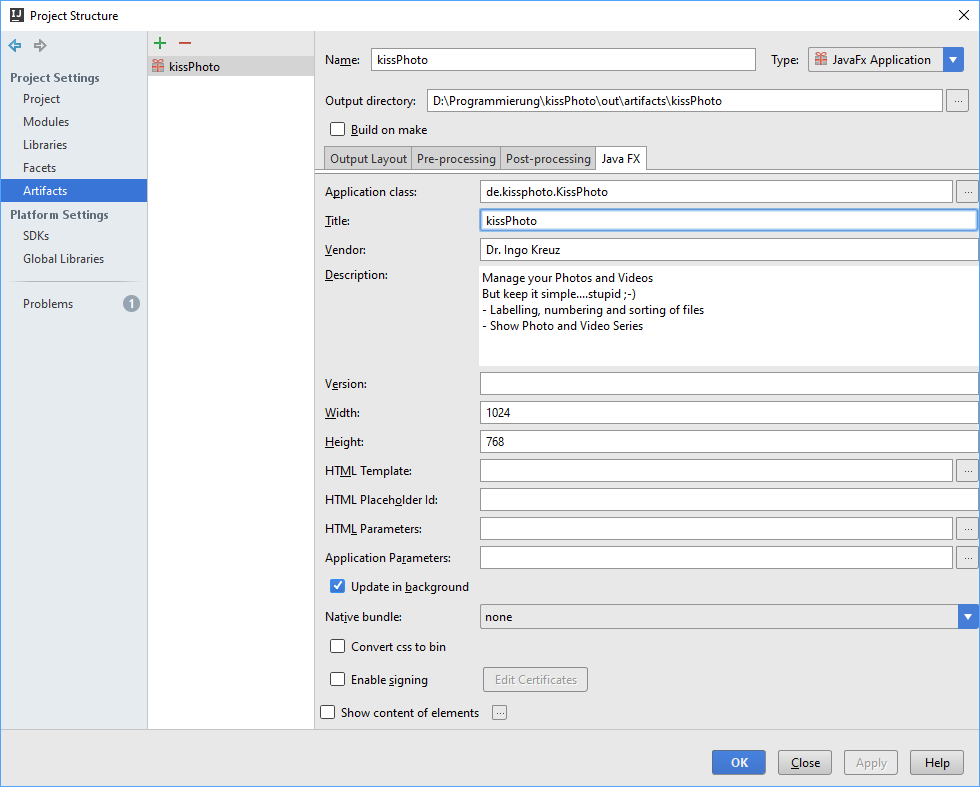 Project Structure
Project Settings
Project
Modules
Libraries
Facets
Artifacts
Platform Settings
SDKs
Global Libraries
Problems 1
kissPhoto
Name: kissPhoto Type: JavaFx Application
Output directory: D:\Programmierung\kissPhoto\out\artifacts\kissPhoto ...
Build on make
Output Layout Pre-processing Post-processing Java FX
Application class: de.kissphoto.KissPhoto ...
Title: kissPhoto
Vendor: Dr. Ingo Kreuz
Description: Manage your Photos and Videos
But keep it simple....stupid ;-)
- Labelling, numbering and sorting of files
- Show Photo and Video Series
Version:
Width: 1024
Height: 768
HTML Template: ...
HTML Placeholder Id:
HTML Parameters: ...
Application Parameters: ...
Update in background
Native bundle: none
Convert css to bin
Enable signing Edit Certificates
Show content of elements ...
OK Close Apply Help